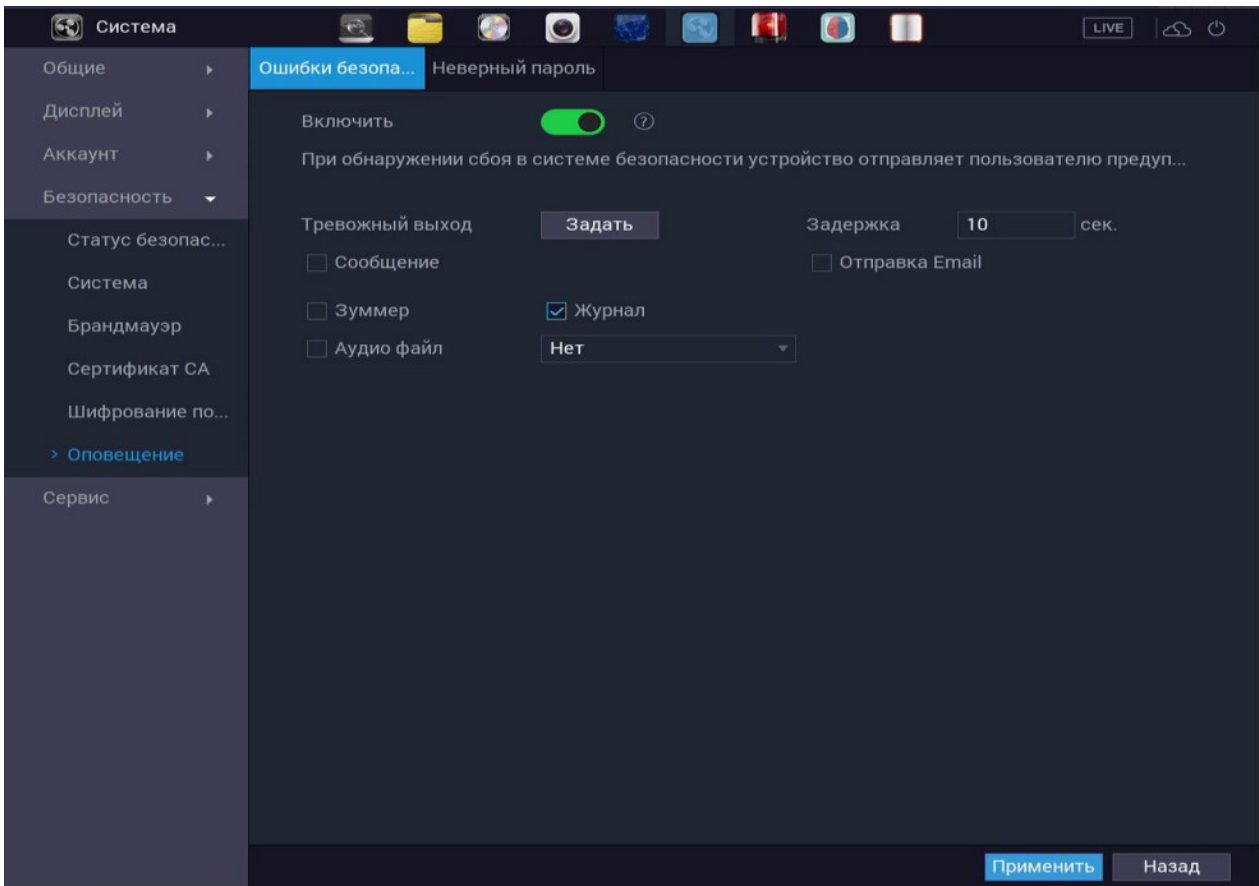 Система
LIVE
Общие
Дисплей
Аккаунт
Безопасность
Статус безопас...
Система
Брандмауэр
Сертификат CA
Шифрование по...
> Оповещение
Сервис
Ошибки безопа... Неверный пароль
Включить ?
При обнаружении сбоя в системе безопасности устройство отправляет пользователю предуп...
Тревожный выход Задать Задержка 10 сек.
Сообщение Отправка Email
Зуммер Журнал
Аудио файл Нет
Применить Назад